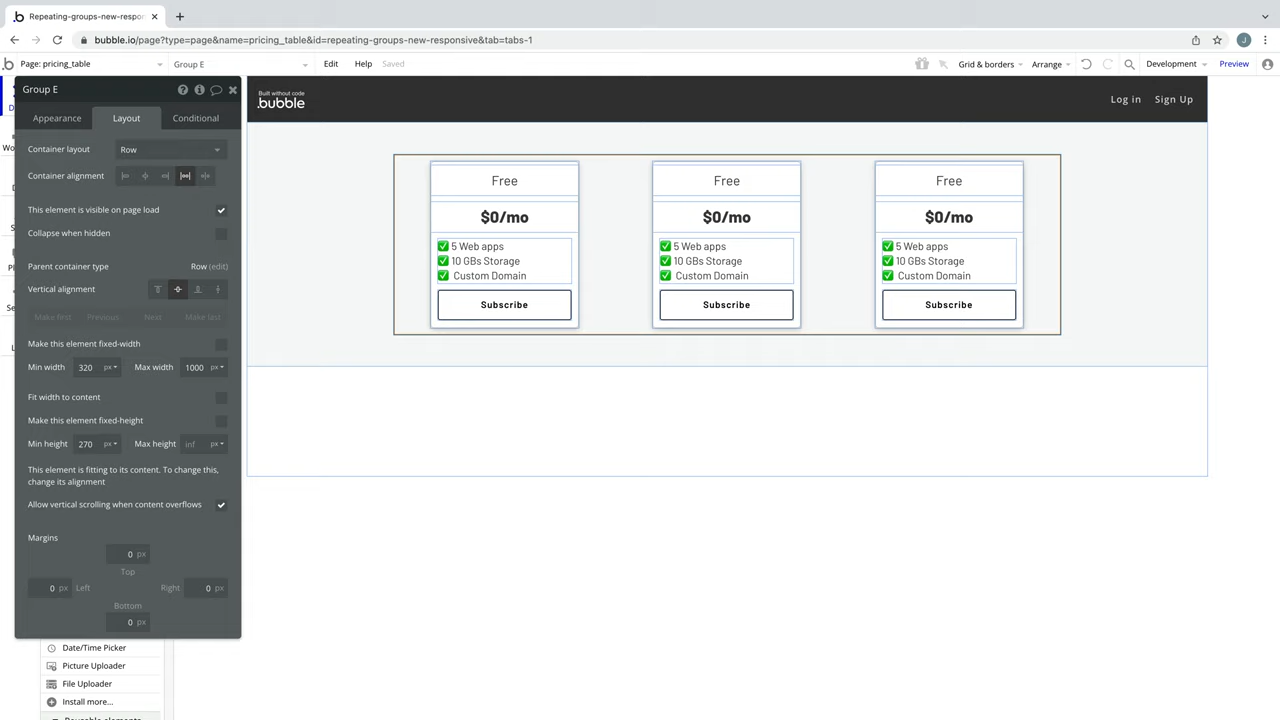 Repeating-groups-new-respon
bubble.io/page?type=page&name=pricing_table&id=repeating-groups-new-responsive&tab=tabs-1
J
Page: pricing_table
Group E
Edit
Help
Saved
Grid & borders
Arrange
Development
Preview
Group E
Appearance
Layout
Conditional
Container layout
Row
Container alignment
This element is visible on page load
Collapse when hidden
Parent container type
Row (edit)
Vertical alignment
Make first
Previous
Next
Make last
Make this element fixed-width
Min width
320 px
Max width
1000 px
Fit width to content
Make this element fixed-height
Min height
270 px
Max height
inf px
This element is fitting to its content. To change this,
change its alignment
Allow vertical scrolling when content overflows
Margins
0 px
Top
0 px Left
Right 0 px
Bottom
0 px
Date/Time Picker
Picture Uploader
File Uploader
Install more...
Reusable elements
Built without code
.bubble
Log in
Sign Up
Free
$0/mo
✅ 5 Web apps
✅ 10 GBs Storage
✅ Custom Domain
Subscribe
Free
$0/mo
✅ 5 Web apps
✅ 10 GBs Storage
✅ Custom Domain
Subscribe
Free
$0/mo
✅ 5 Web apps
✅ 10 GBs Storage
✅ Custom Domain
Subscribe